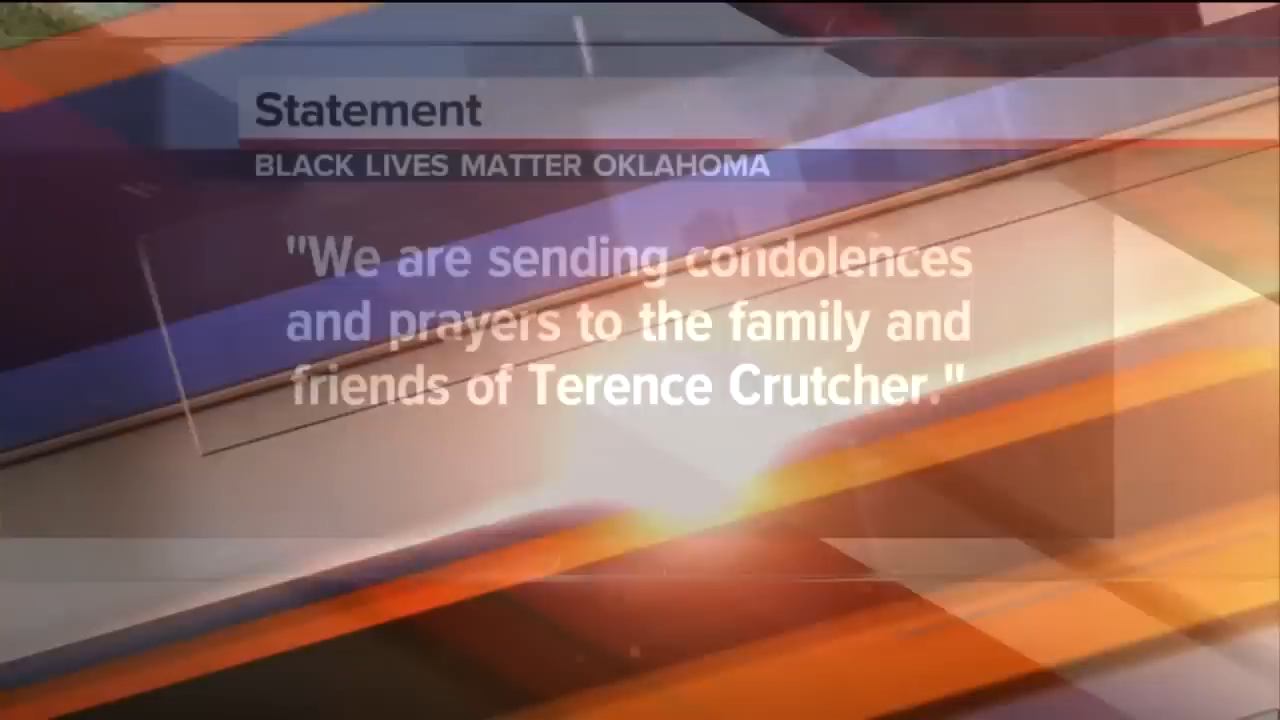 Statement
BLACK LIVES MATTER OKLAHOMA
"We are sending condolences
and prayers to the family and
friends of Terence Crutcher."